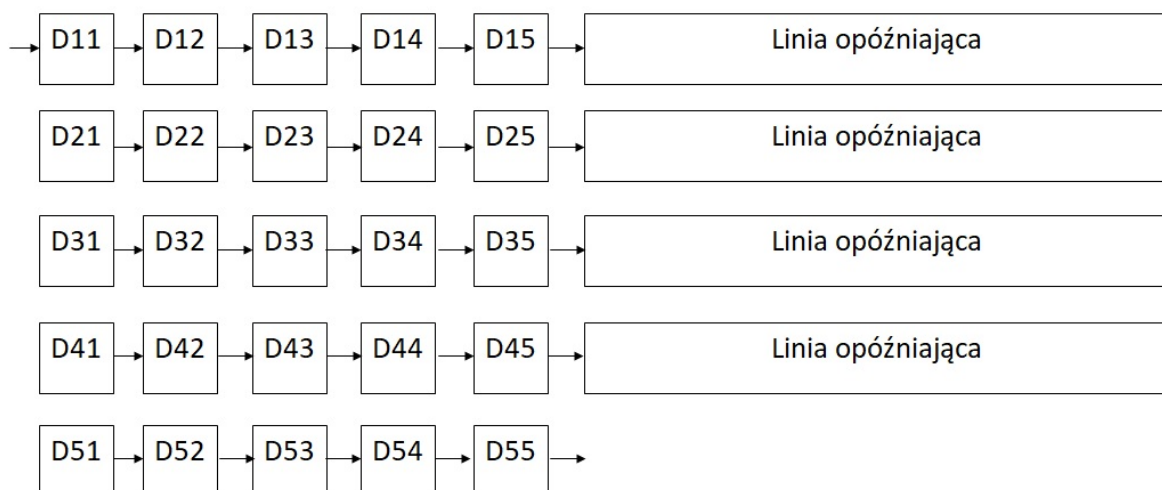 D11 D12 D13 D14 D15 Linia opóźniająca
D21 D22 D23 D24 D25 Linia opóźniająca
D31 D32 D33 D34 D35 Linia opóźniająca
D41 D42 D43 D44 D45 Linia opóźniająca
D51 D52 D53 D54 D55